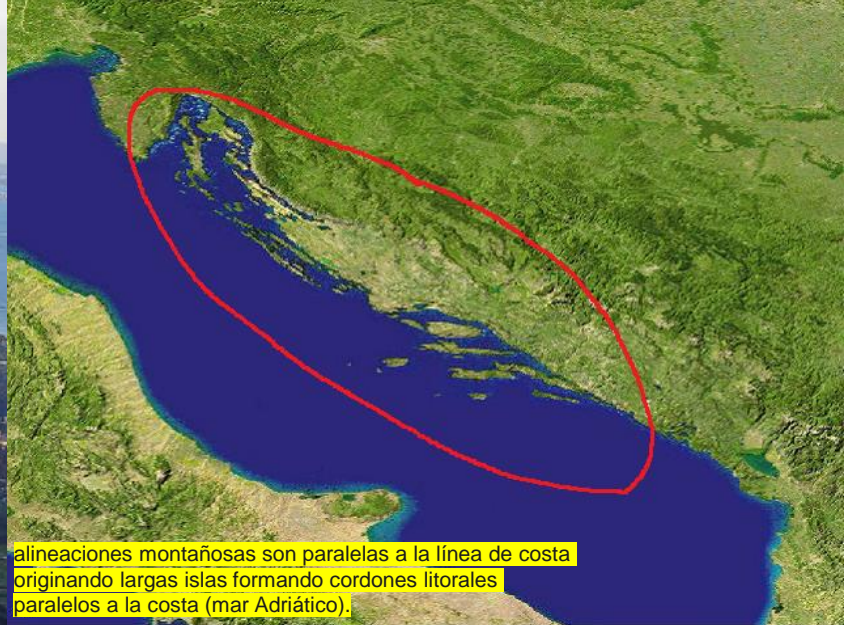 alineaciones montañosas son paralelas a la línea de costa
originando largas islas formando cordones litorales
paralelos a la costa (mar Adriático).